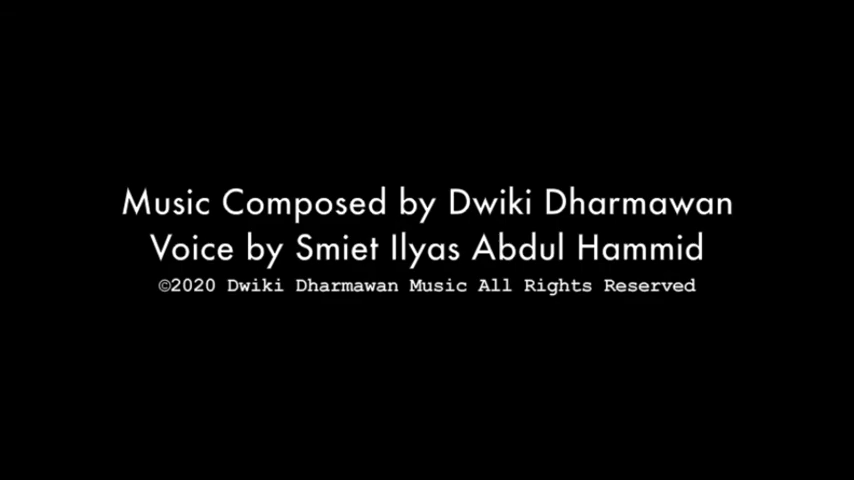 Music Composed by Dwiki Dharmawan
Voice by Smiet Ilyas Abdul Hammid
©2020 Dwiki Dharmawan Music All Rights Reserved